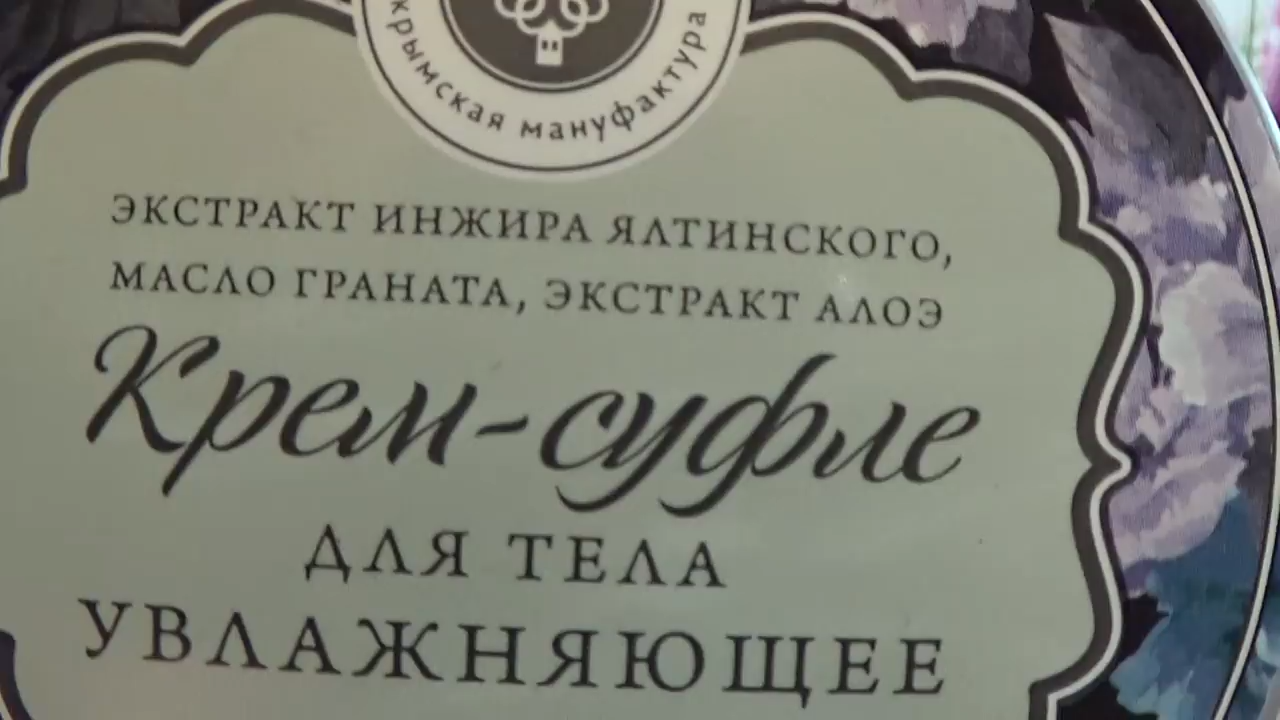 крымская мануфактура
ЭКСТРАКТ ИНЖИРА ЯЛТИНСКОГО,
МАСЛО ГРАНАТА, ЭКСТРАКТ АЛОЭ
Крем-суфле
ДЛЯ ТЕЛА
УВЛАЖНЯЮЩЕЕ